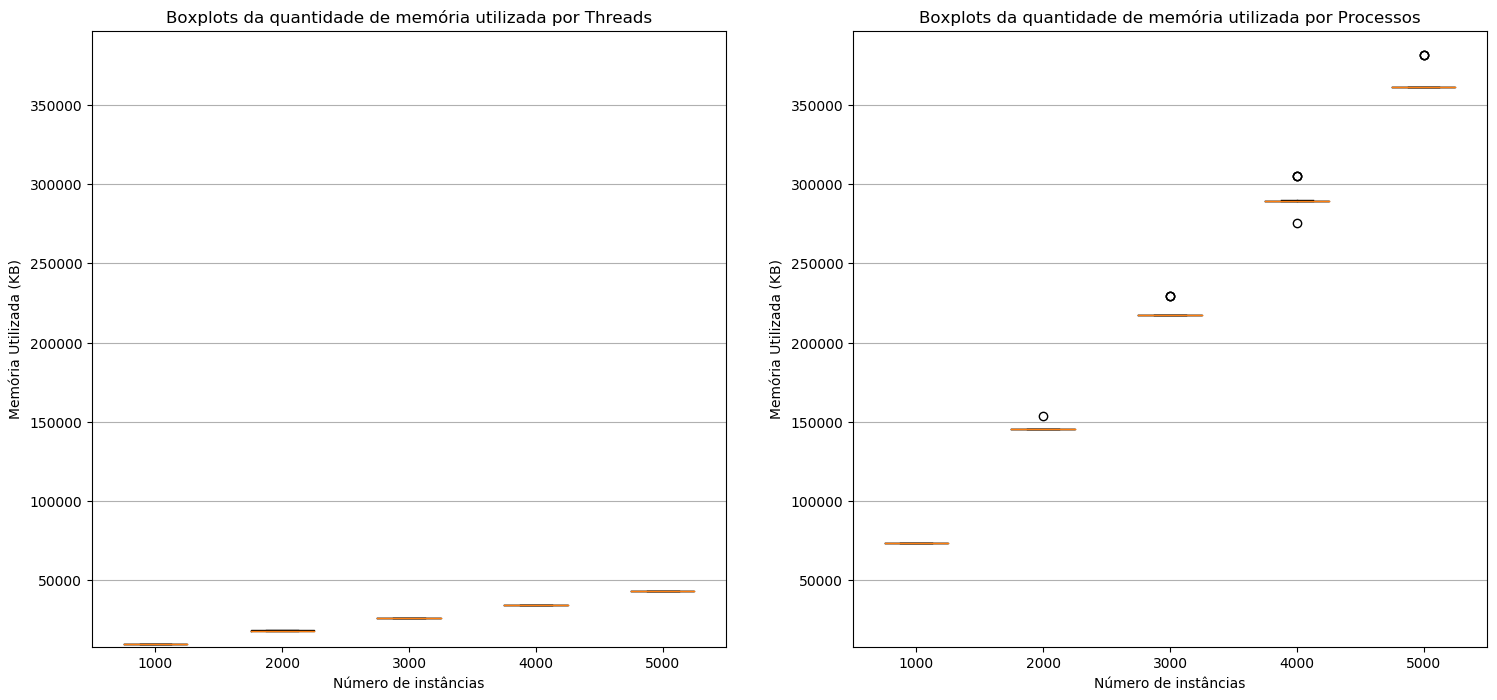 Boxplots da quantidade de memória utilizada por Threads
350000
300000
250000
200000
150000
100000
50000
Memória Utilizada (KB)
1000 2000 3000 4000 5000
Número de instâncias
Boxplots da quantidade de memória utilizada por Processos
350000
300000
250000
200000
150000
100000
50000
Memória Utilizada (KB)
1000 2000 3000 4000 5000
Número de instâncias